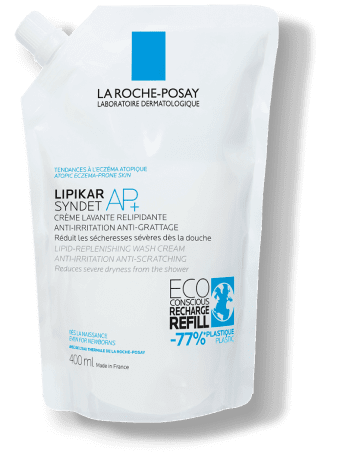 LA ROCHE-POSAY
LABORATOIRE DERMATOLOGIQUE
TENDANCES À L'ECZÉMA ATOPIQUE
ATOPIC ECZEMA-PRONE SKIN
LIPIKAR
SYNDET AP+
CRÈME LAVANTE RELIPIDANTE
ANTI-IRRITATION ANTI-GRATTAGE
Réduit les sécheresses sévères dès la douche
LIPID-REPLENISHING WASH CREAM
ANTI-IRRITATION ANTI-SCRATCHING
Reduces severe dryness from the shower
ECO
CONSCIOUS
RECHARGE
REFILL
-77%* PLASTIQUE
PLASTIC
DÈS LA NAISSANCE
EVEN FOR NEWBORNS
THERMALE DE LA ROCHE-POSAY
400 ml Made in France